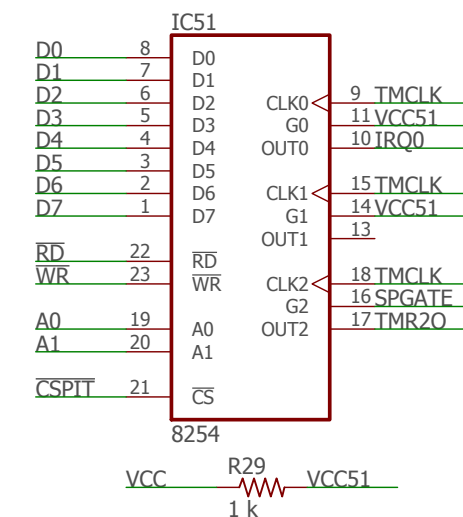 IC51
D0 8 D0
D1 7 D1
D2 6 D2 CLK0 9 TMCLK
D3 5 D3 G0 11 VCC51
D4 4 D4 OUT0 10 IRQ0
D5 3 D5
D6 2 D6 CLK1 15 TMCLK
D7 1 D7 G1 14 VCC51
OUT1 13
RD 22 RD
WR 23 WR CLK2 18 TMCLK
G2 16 SPGATE
A0 19 A0 OUT2 17 TMR2O
A1 20 A1
CSPIT 21 CS
8254
R29
VCC VCC51
1 k